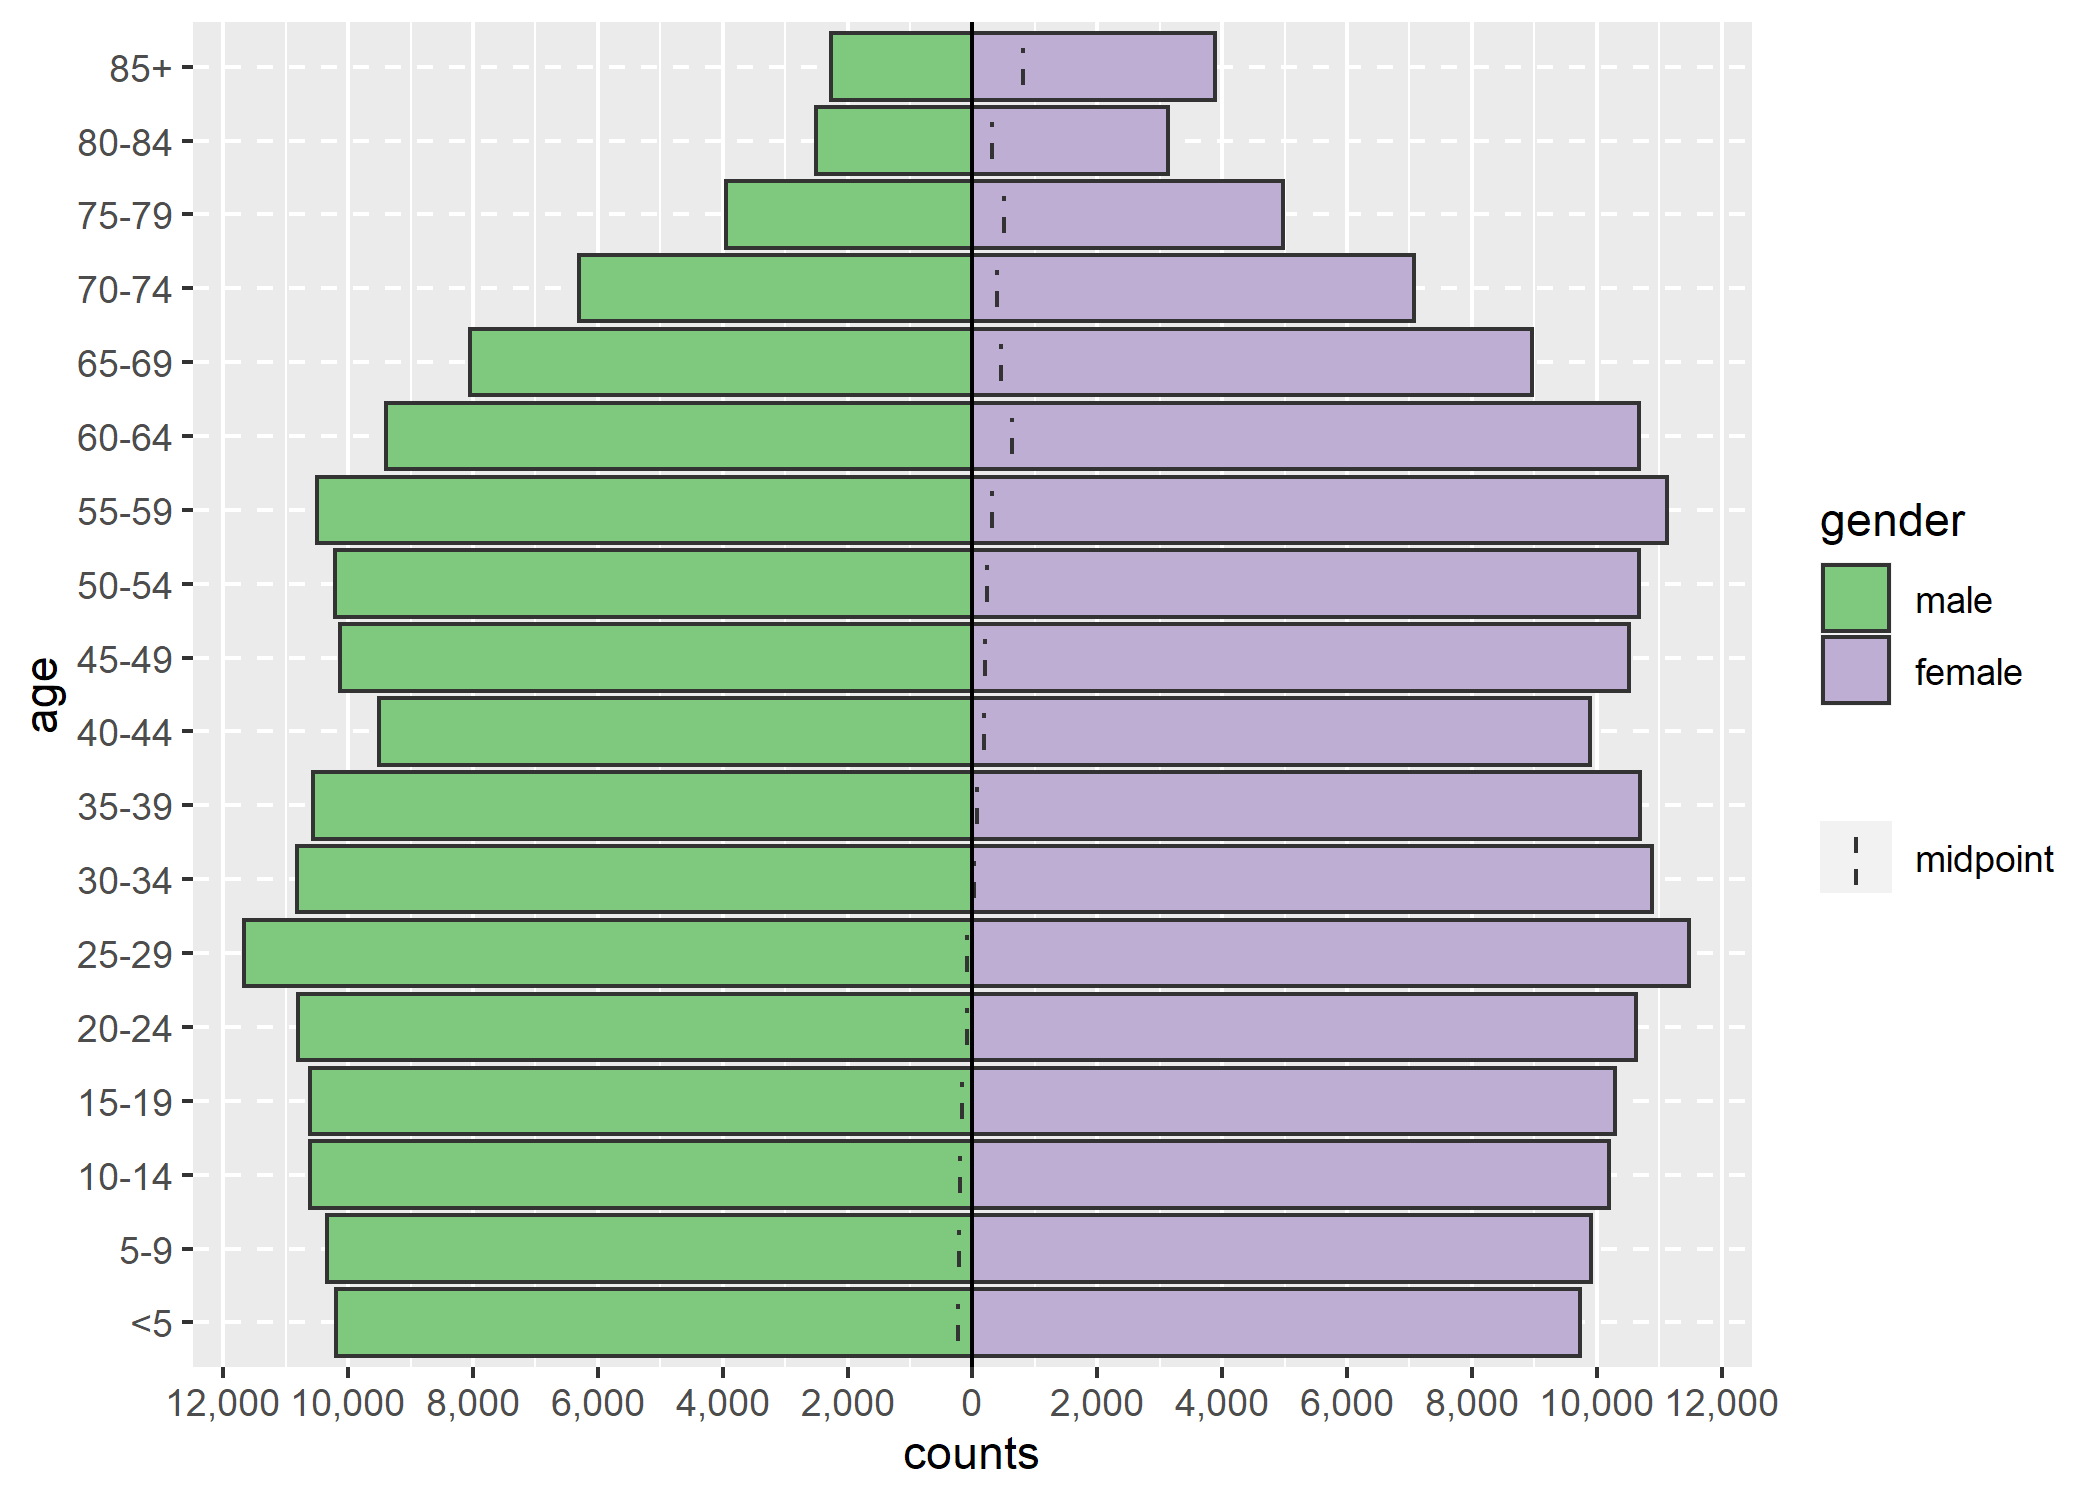 85+
80-84
75-79
70-74
65-69
60-64
55-59
50-54
45-49
40-44
35-39
30-34
25-29
20-24
15-19
10-14
5-9
<5
age
12,000 10,000 8,000 6,000 4,000 2,000 0 2,000 4,000 6,000 8,000 10,000 12,000
counts
gender
male
female
midpoint